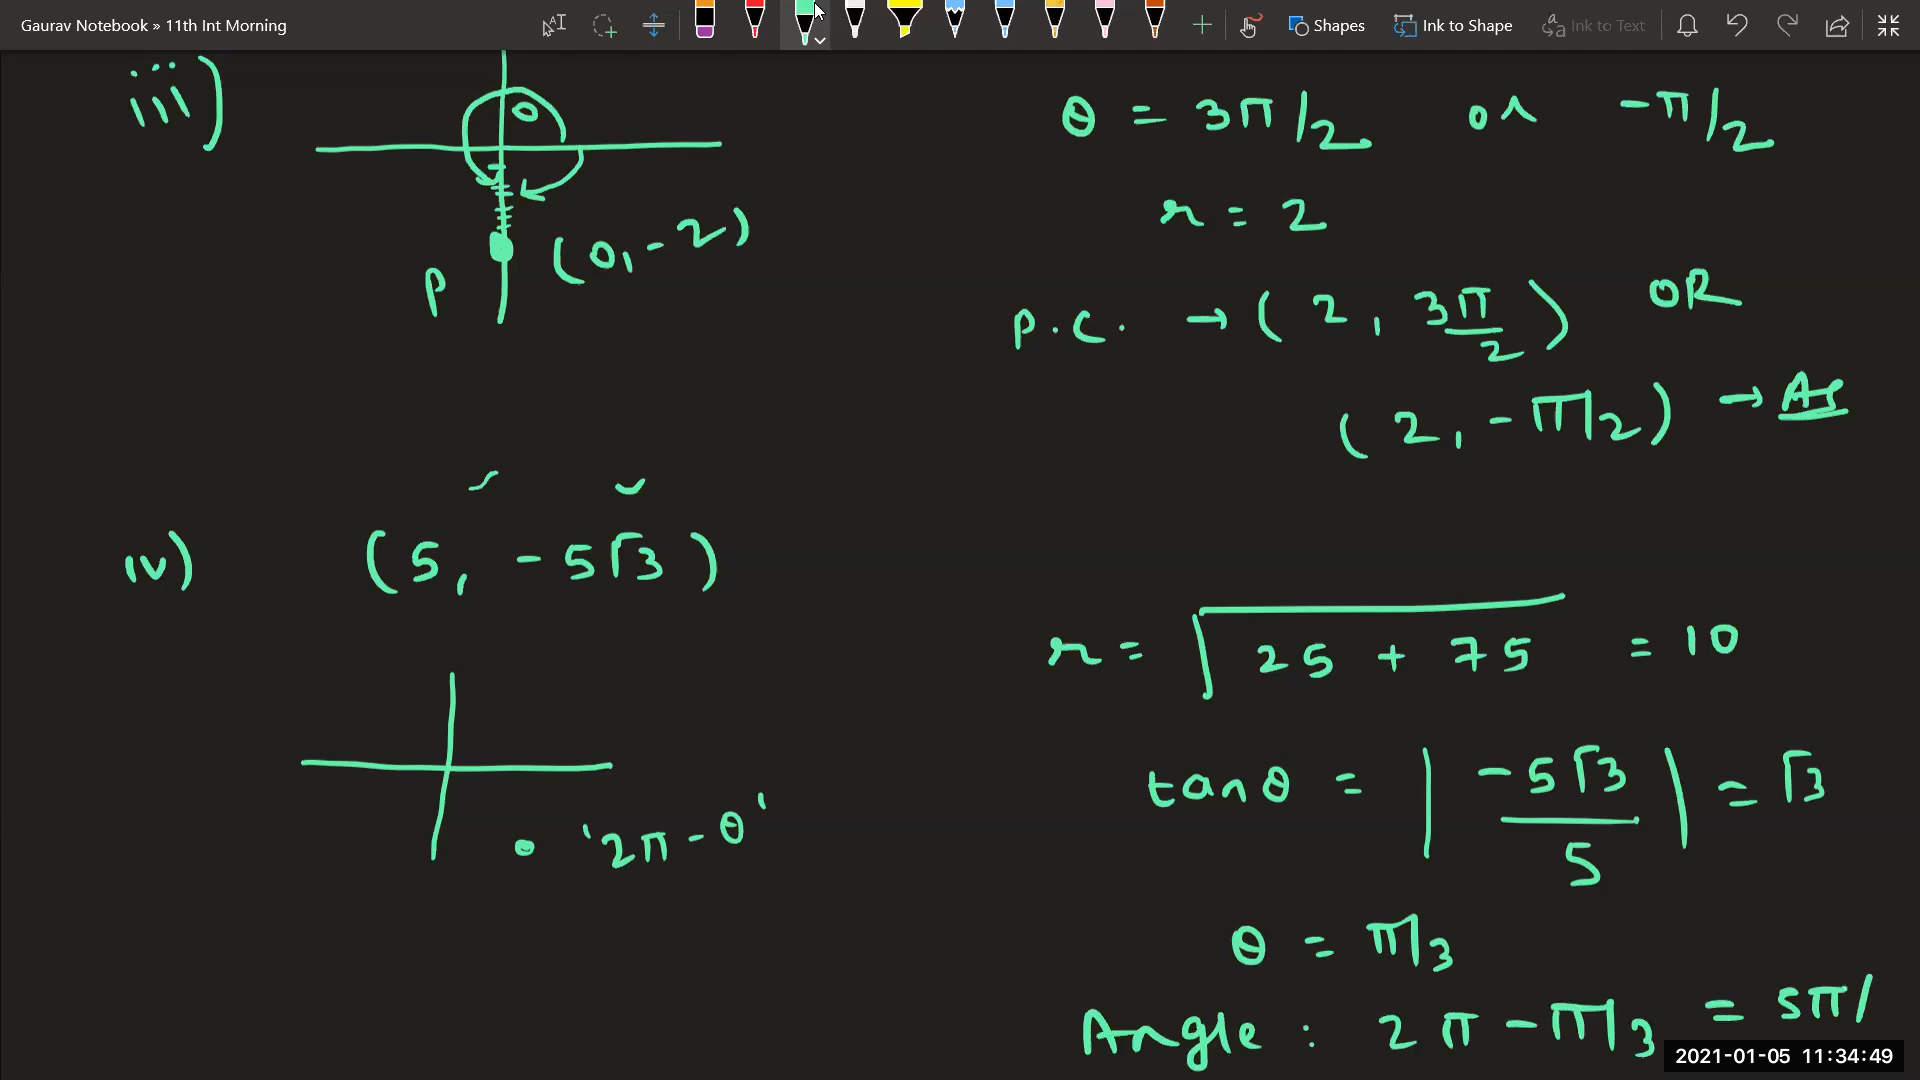 Gaurav Notebook » 11th Int Morning
Shapes
Ink to Shape
Ink to Text
iii)
θ
θ = 3π/2 or -π/2
r = 2
P (0, -2)
P.C. → (2, 3π/2) OR
(2, -π/2) → As
iv) (5, -5√3)
r = √25 + 75 = 10
tanθ = |-5√3/5| = √3
'2π - θ'
θ = π/3
Angle : 2π - π/3 = 5π/
2021-01-05 11:34:49